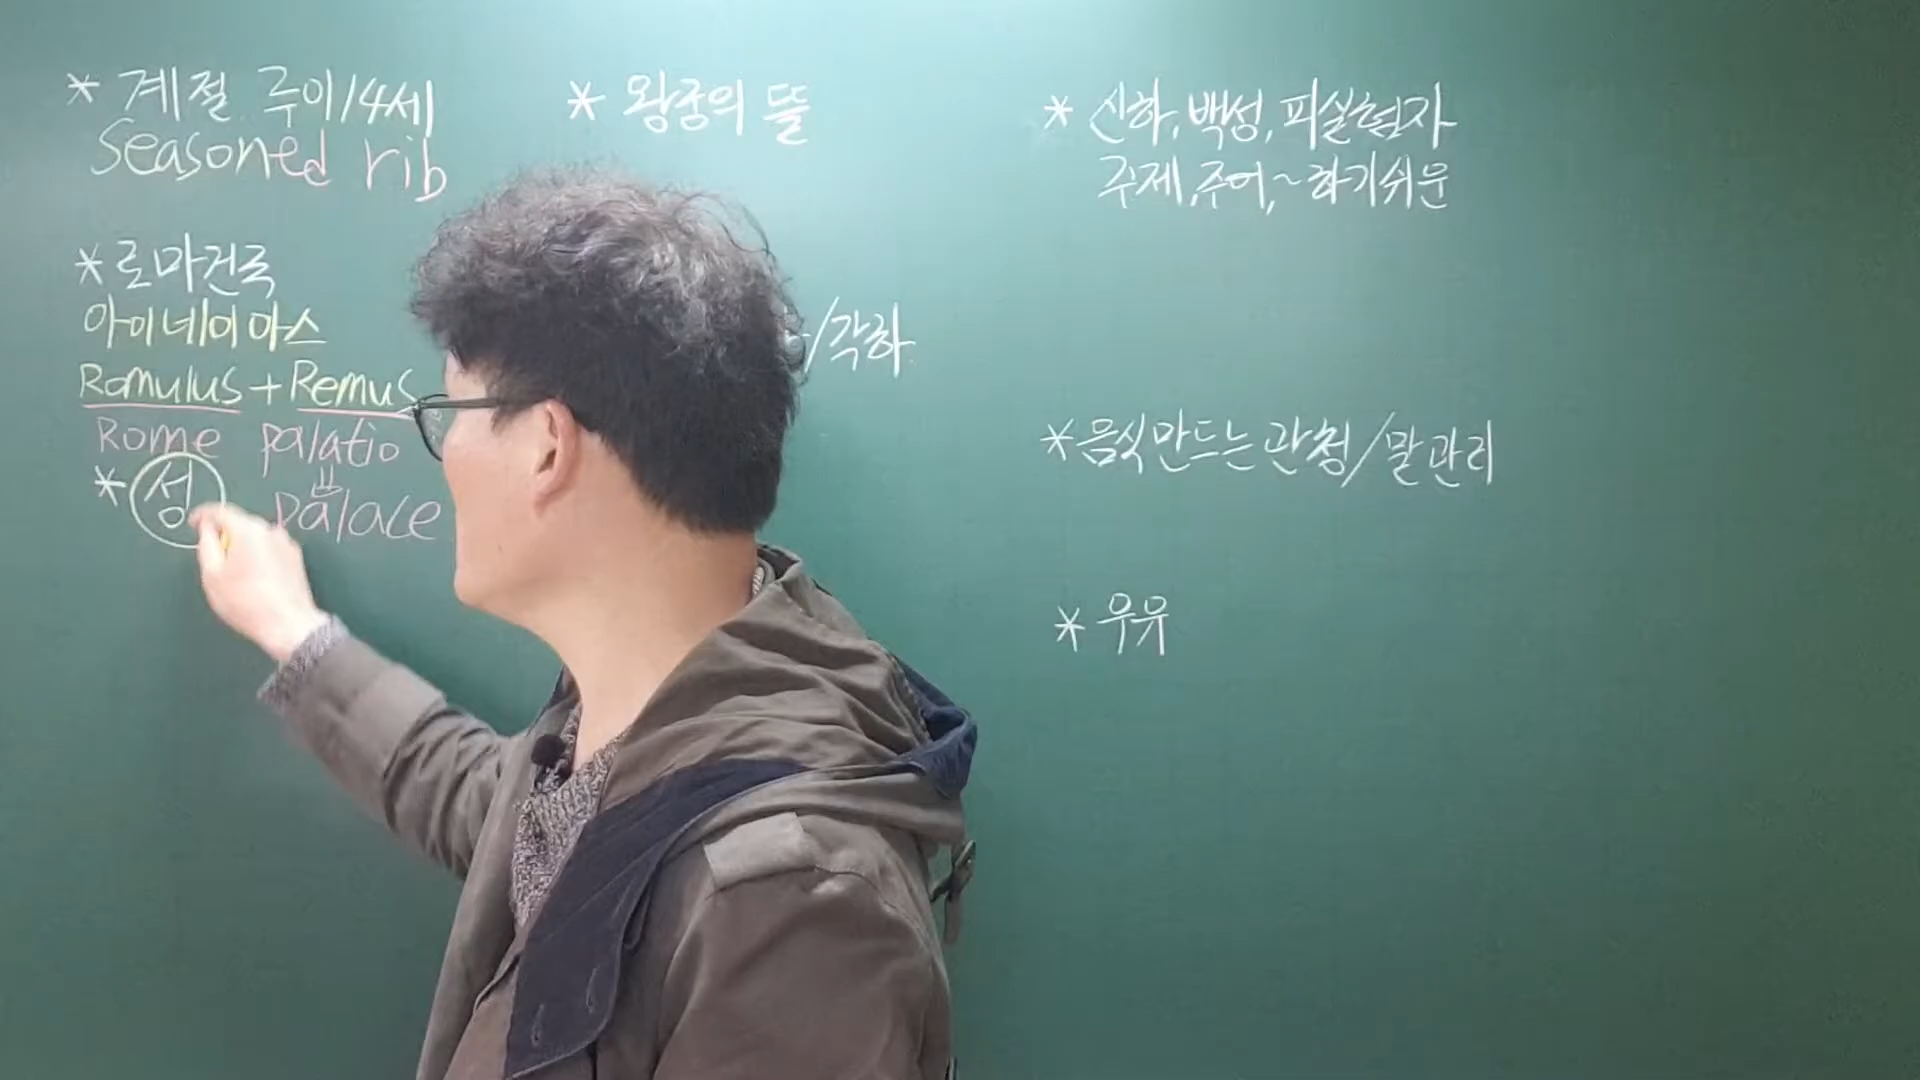 * 계절. 루이/4세
Seasoned rib
* 로마건국
아이네이아스
Romulus + Remus
Rome palatio
⇓
* 성 palace
* 왕궁의 뜰
/각하
* 신하, 백성, 피실험자
주제, 주어, ~하기쉬운
* 음식만드는 관청/말관리
* 우유